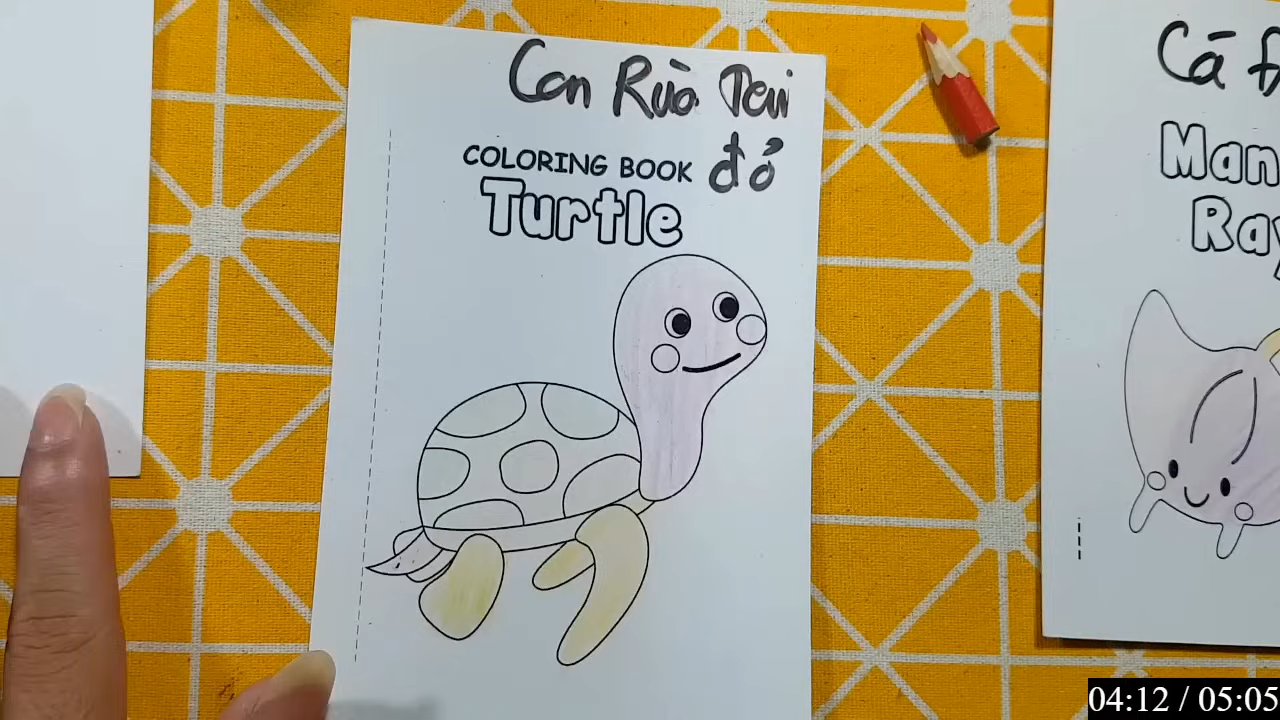 Con Rùa Tai
đỏ
COLORING BOOK
Turtle
Cá
Man
Ray
04:12 / 05:05